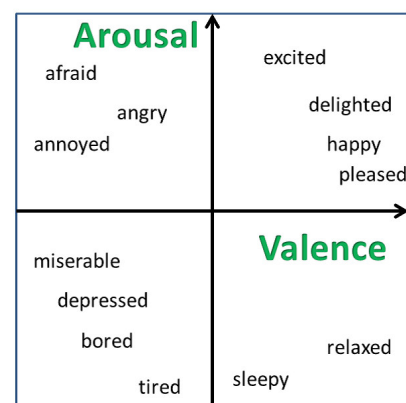 Arousal
excited
afraid
delighted
angry
annoyed
happy
pleased
Valence
miserable
depressed
bored
relaxed
sleepy
tired